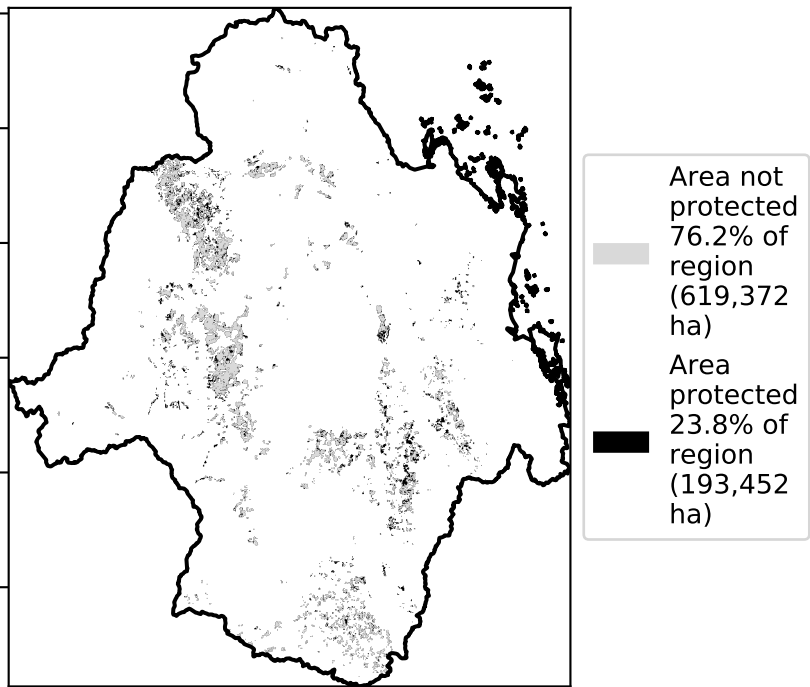 Area not
protected
76.2% of
region
(619,372
ha)
Area
protected
23.8% of
region
(193,452
ha)